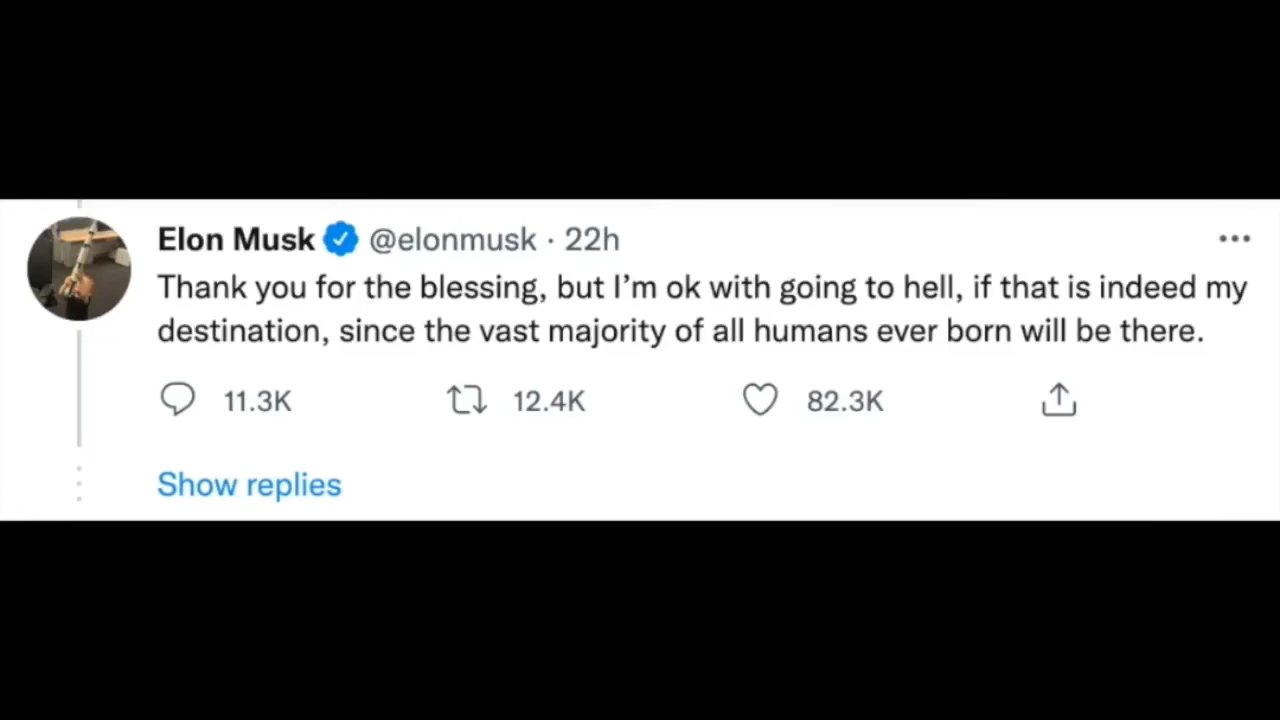 Elon Musk @elonmusk · 22h
Thank you for the blessing, but I’m ok with going to hell, if that is indeed my
destination, since the vast majority of all humans ever born will be there.
11.3K 12.4K 82.3K
Show replies